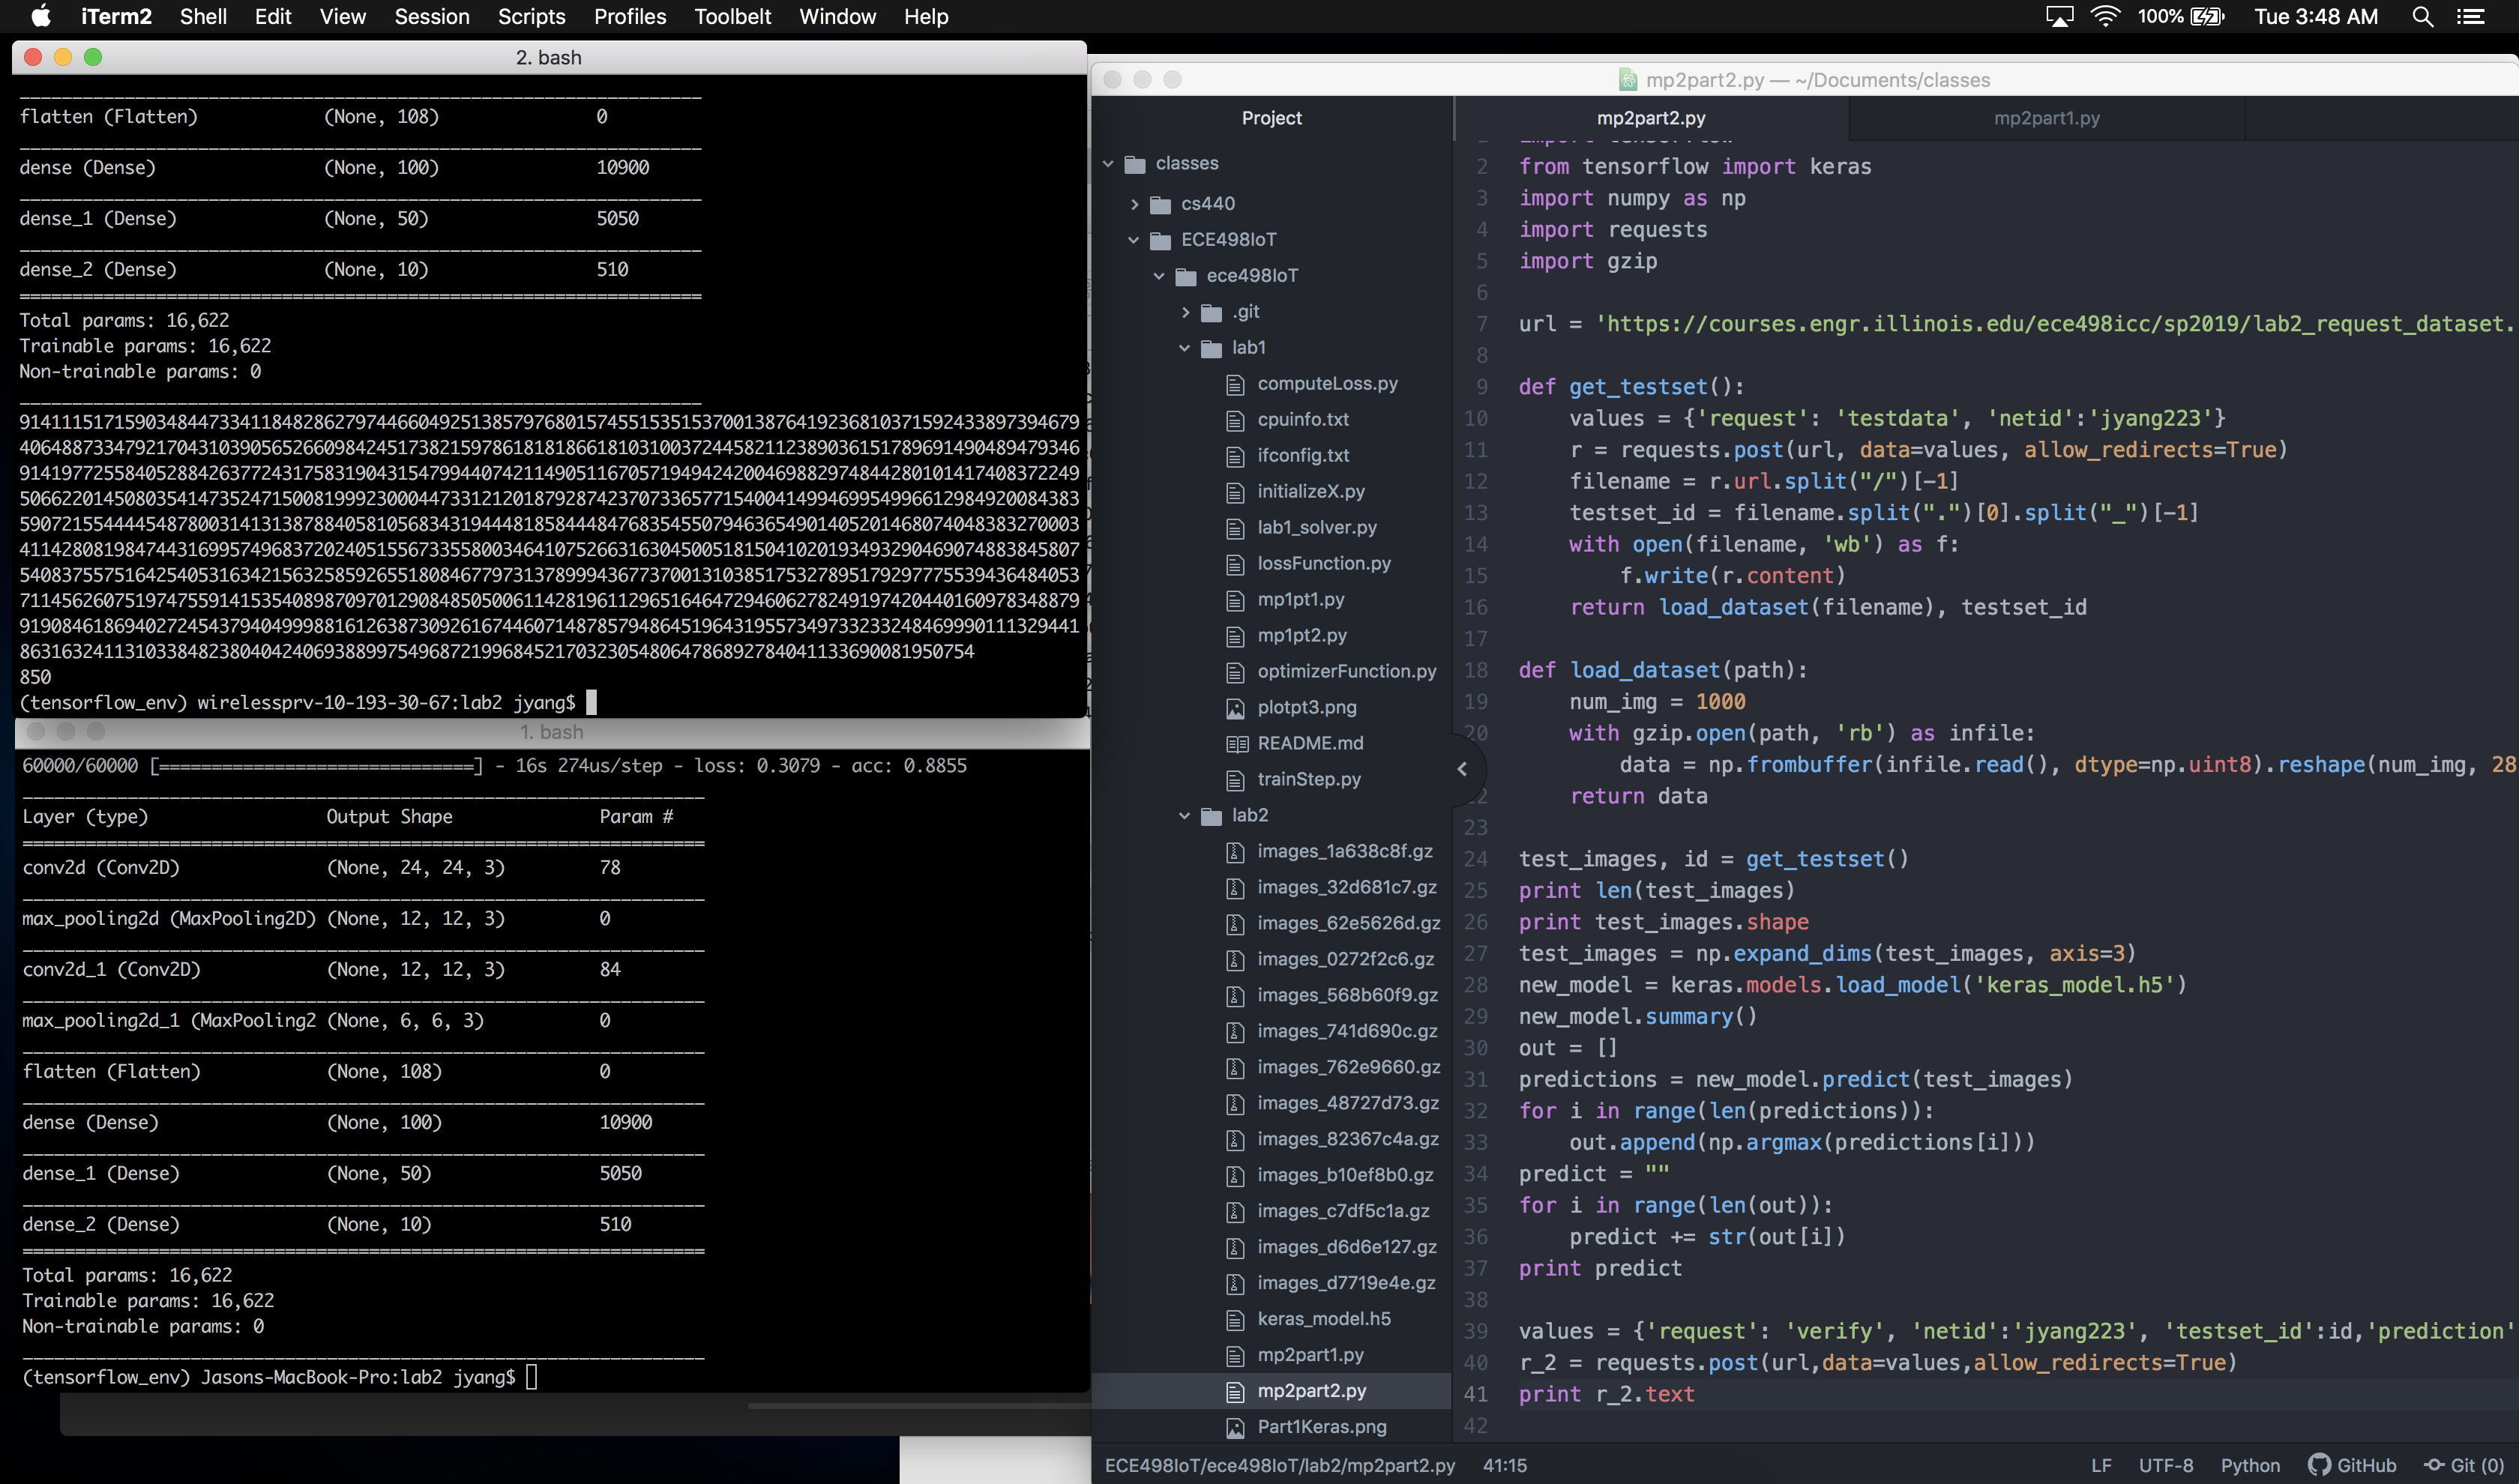 iTerm2 Shell Edit View Session Scripts Profiles Toolbelt Window Help 100% Tue 3:48 AM
2. bash
flatten (Flatten) (None, 108) 0
dense (Dense) (None, 100) 10900
dense_1 (Dense) (None, 50) 5050
dense_2 (Dense) (None, 10) 510
Total params: 16,622
Trainable params: 16,622
Non-trainable params: 0
850
(tensorflow_env) wirelessprv-10-193-30-67:lab2 jyang$
1. bash
60000/60000 [==============================] - 16s 274us/step - loss: 0.3079 - acc: 0.8855
Layer (type) Output Shape Param #
conv2d (Conv2D) (None, 24, 24, 3) 78
max_pooling2d (MaxPooling2D) (None, 12, 12, 3) 0
conv2d_1 (Conv2D) (None, 12, 12, 3) 84
max_pooling2d_1 (MaxPooling2 (None, 6, 6, 3) 0
flatten (Flatten) (None, 108) 0
dense (Dense) (None, 100) 10900
dense_1 (Dense) (None, 50) 5050
dense_2 (Dense) (None, 10) 510
Total params: 16,622
Trainable params: 16,622
Non-trainable params: 0
(tensorflow_env) Jasons-MacBook-Pro:lab2 jyang$
mp2part2.py — ~/Documents/classes
Project
classes
cs440
ECE498IoT
ece498IoT
.git
lab1
computeLoss.py
cpuinfo.txt
ifconfig.txt
initializeX.py
lab1_solver.py
lossFunction.py
mp1pt1.py
mp1pt2.py
optimizerFunction.py
plotpt3.png
README.md
trainStep.py
lab2
images_1a638c8f.gz
images_32d681c7.gz
images_62e5626d.gz
images_0272f2c6.gz
images_568b60f9.gz
images_741d690c.gz
images_762e9660.gz
images_48727d73.gz
images_82367c4a.gz
images_b10ef8b0.gz
images_c7df5c1a.gz
images_d6d6e127.gz
images_d7719e4e.gz
keras_model.h5
mp2part1.py
mp2part2.py
Part1Keras.png
mp2part2.py mp2part1.py
2 from tensorflow import keras
3 import numpy as np
4 import requests
5 import gzip
6
7 url = 'https://courses.engr.illinois.edu/ece498icc/sp2019/lab2_request_dataset.
8
9 def get_testset():
10 values = {'request': 'testdata', 'netid':'jyang223'}
11 r = requests.post(url, data=values, allow_redirects=True)
12 filename = r.url.split("/")[-1]
13 testset_id = filename.split(".")[0].split("_")[-1]
14 with open(filename, 'wb') as f:
15 f.write(r.content)
16 return load_dataset(filename), testset_id
17
18 def load_dataset(path):
19 num_img = 1000
20 with gzip.open(path, 'rb') as infile:
data = np.frombuffer(infile.read(), dtype=np.uint8).reshape(num_img, 28
return data
23
24 test_images, id = get_testset()
25 print len(test_images)
26 print test_images.shape
27 test_images = np.expand_dims(test_images, axis=3)
28 new_model = keras.models.load_model('keras_model.h5')
29 new_model.summary()
30 out = []
31 predictions = new_model.predict(test_images)
32 for i in range(len(predictions)):
33 out.append(np.argmax(predictions[i]))
34 predict = ""
35 for i in range(len(out)):
36 predict += str(out[i])
37 print predict
38
39 values = {'request': 'verify', 'netid':'jyang223', 'testset_id':id,'prediction'
40 r_2 = requests.post(url,data=values,allow_redirects=True)
41 print r_2.text
42
ECE498IoT/ece498IoT/lab2/mp2part2.py 41:15 LF UTF-8 Python GitHub Git (0)